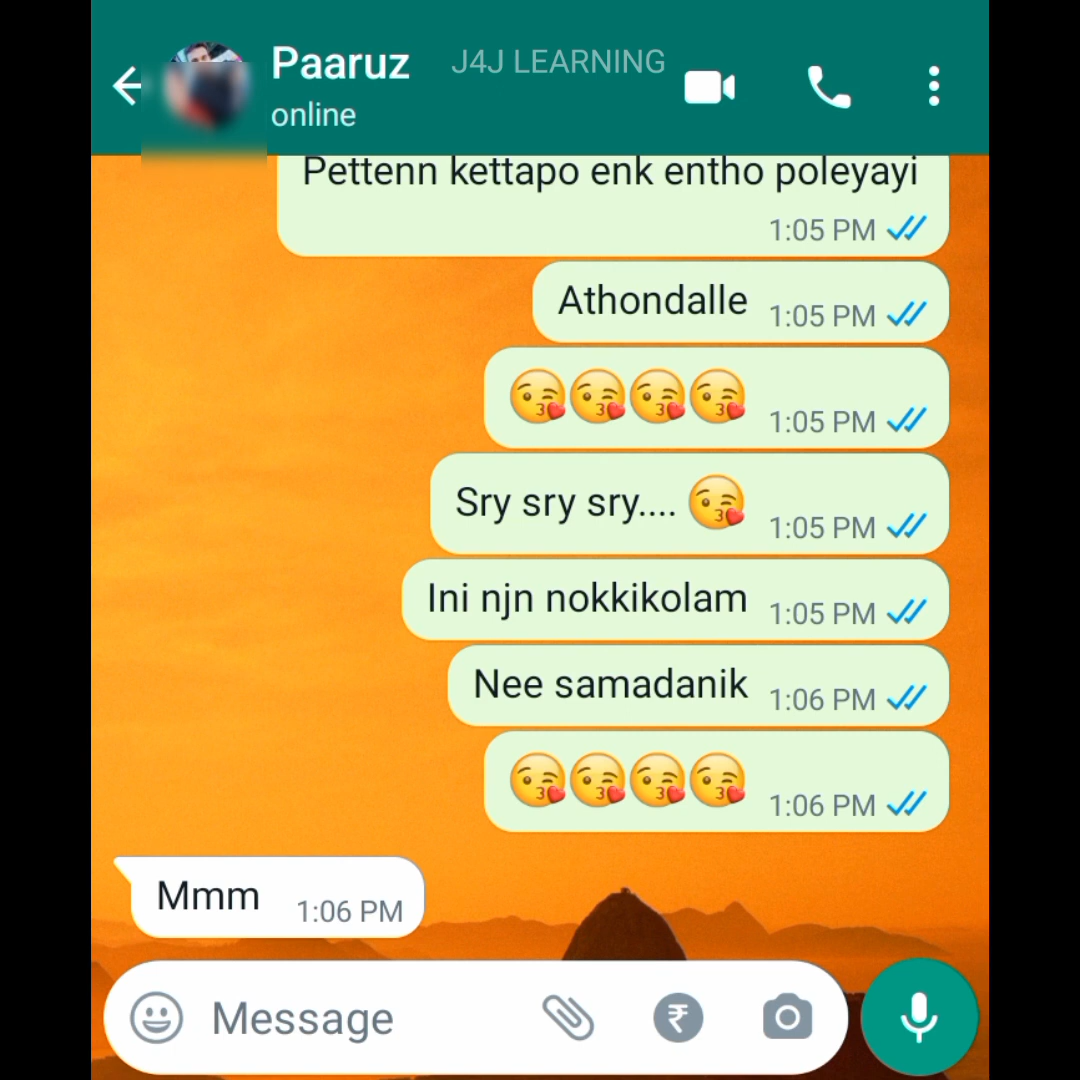 Paaruz
J4J LEARNING
online
Pettenn kettapo enk entho poleyayi
1:05 PM
Athondalle 1:05 PM
😘😘😘😘 1:05 PM
Sry sry sry.... 😘 1:05 PM
Ini njn nokkikolam 1:05 PM
Nee samadanik 1:06 PM
😘😘😘😘 1:06 PM
Mmm 1:06 PM
Message